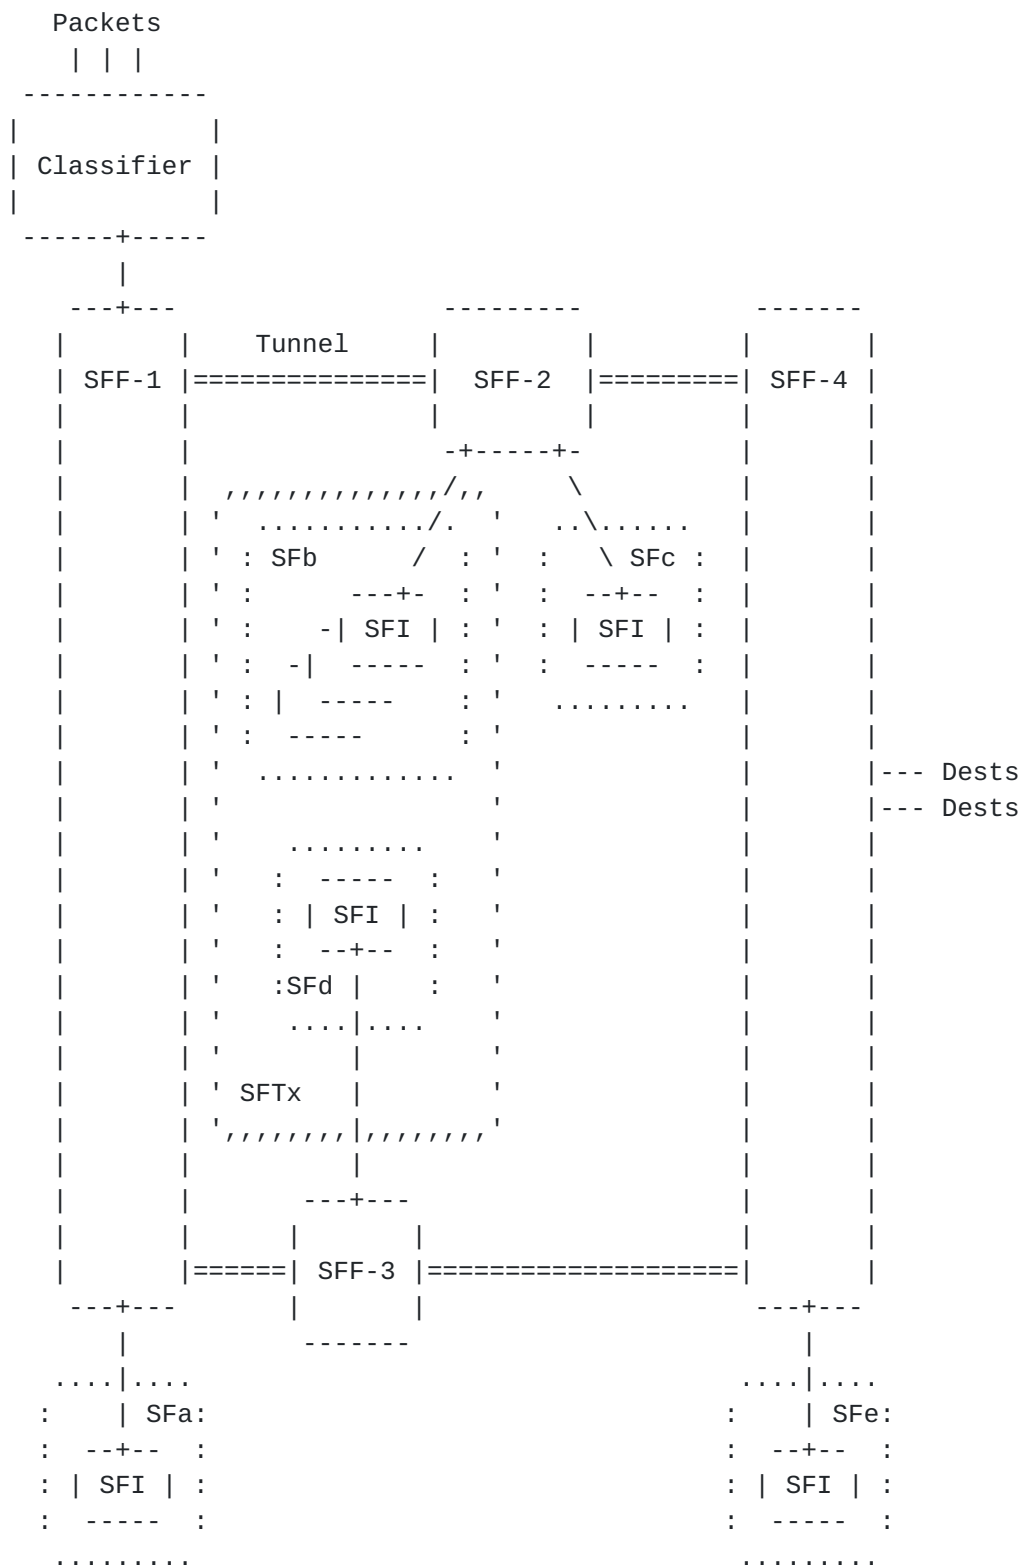 Packets
Classifier
Tunnel
SFF-1 SFF-2 SFF-4
SFb SFc
SFI SFI
Dests
Dests
SFI
SFd
SFTx
SFF-3
SFa SFe
SFI SFI